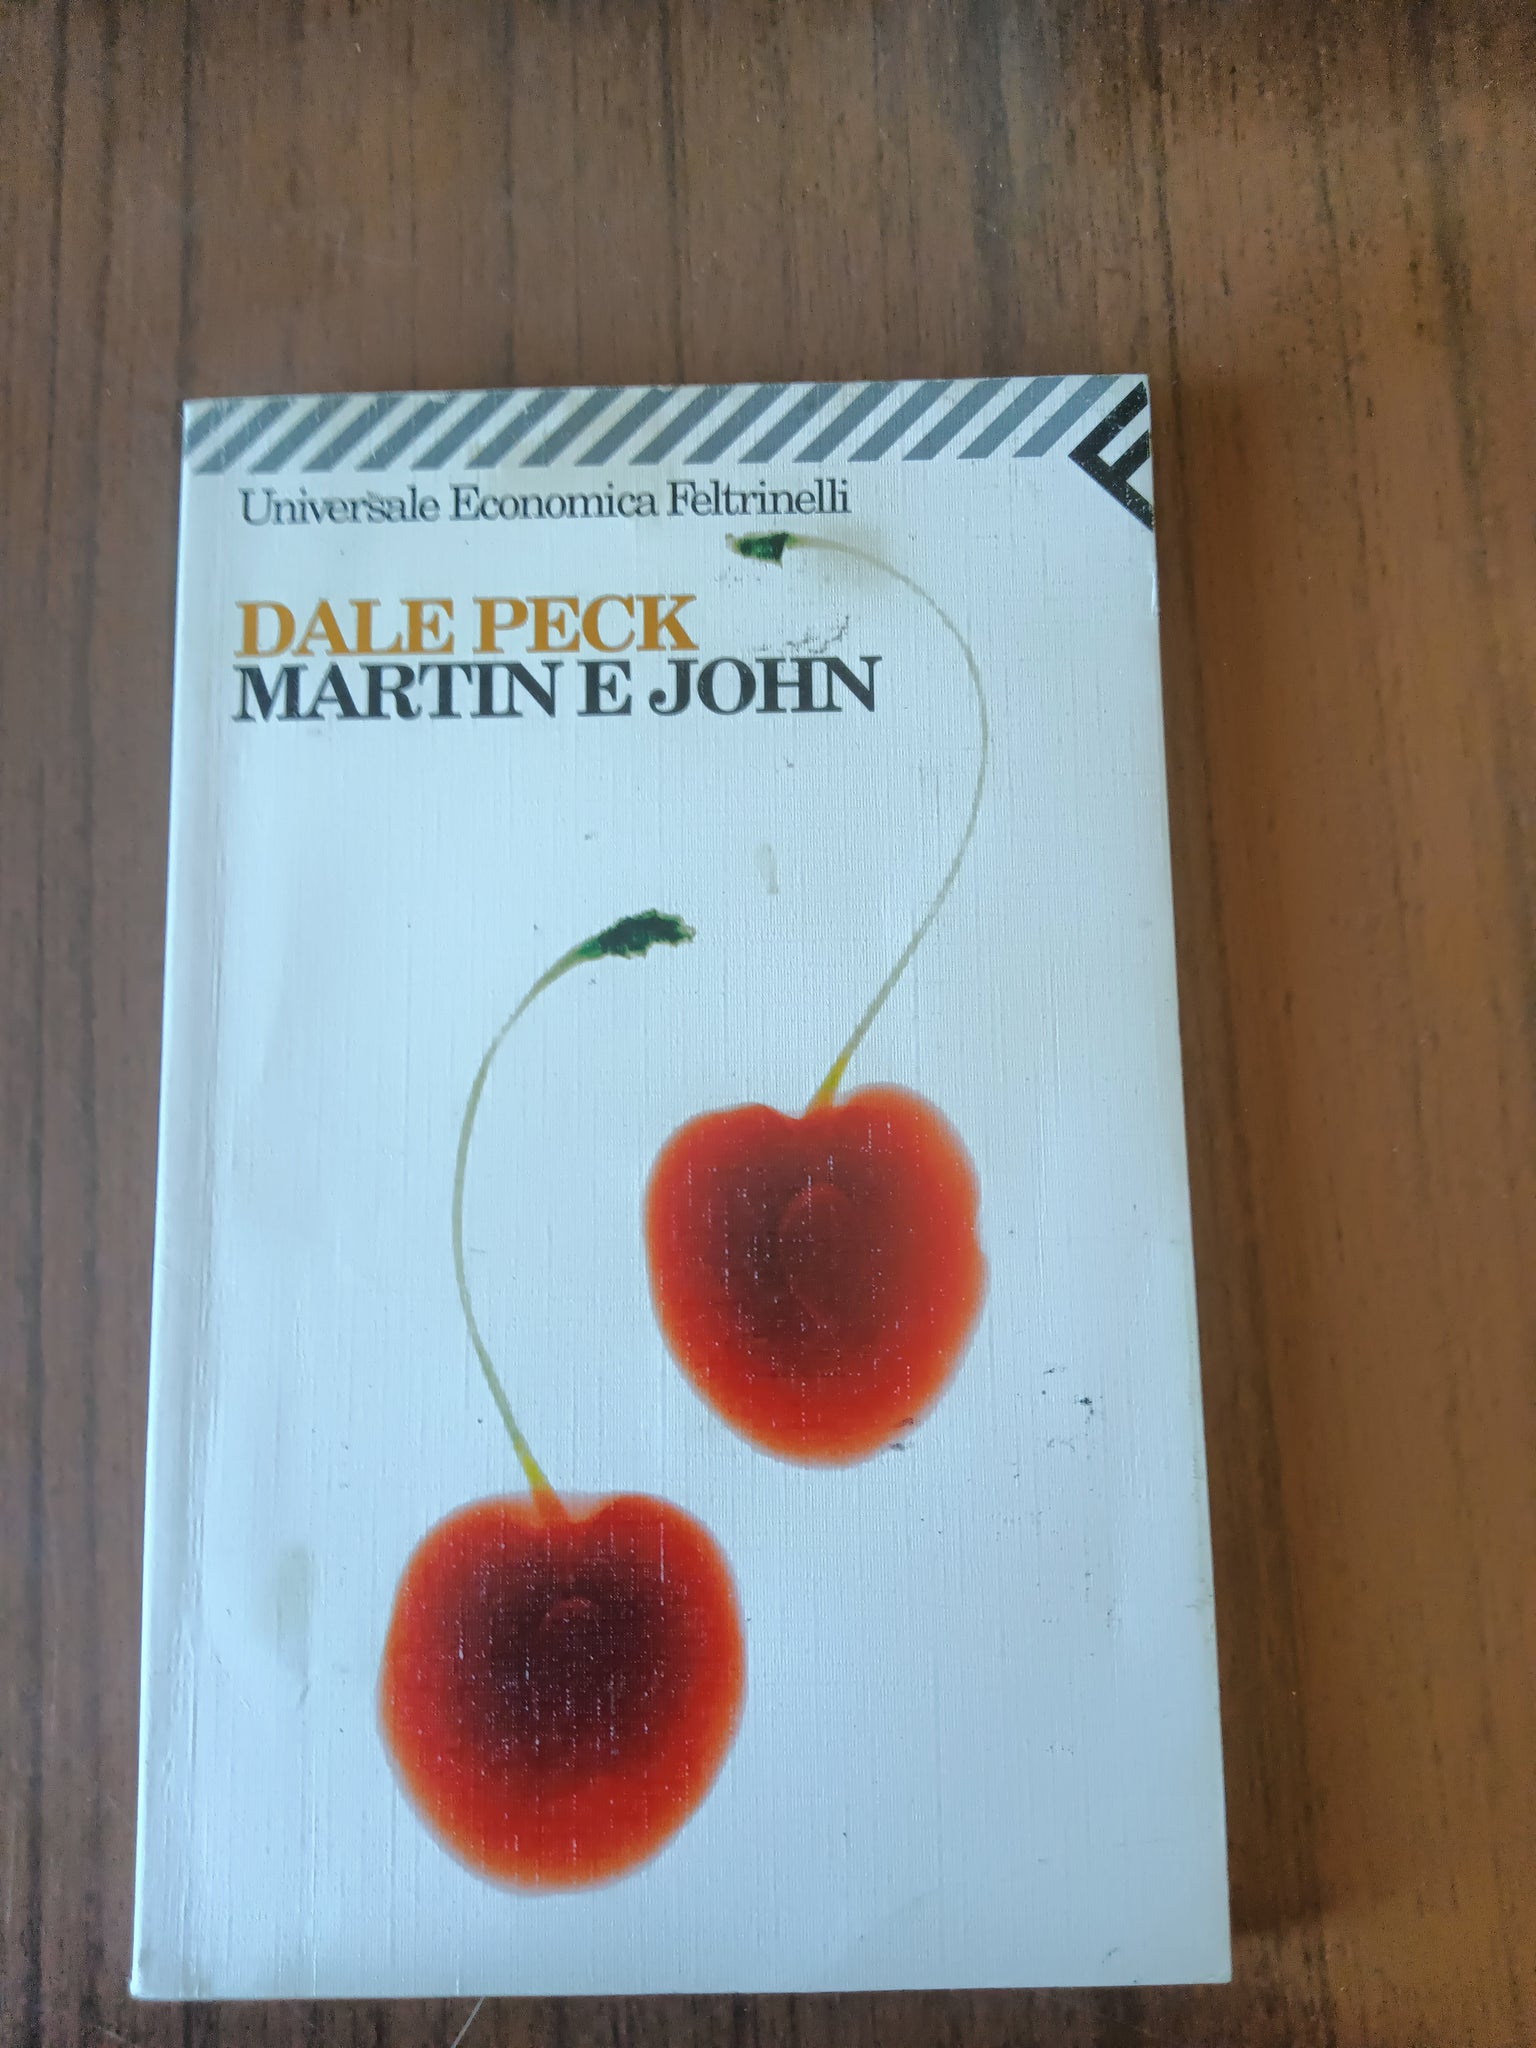 Universale Economica Feltrinelli
DALE PECK
MARTIN E JOHN